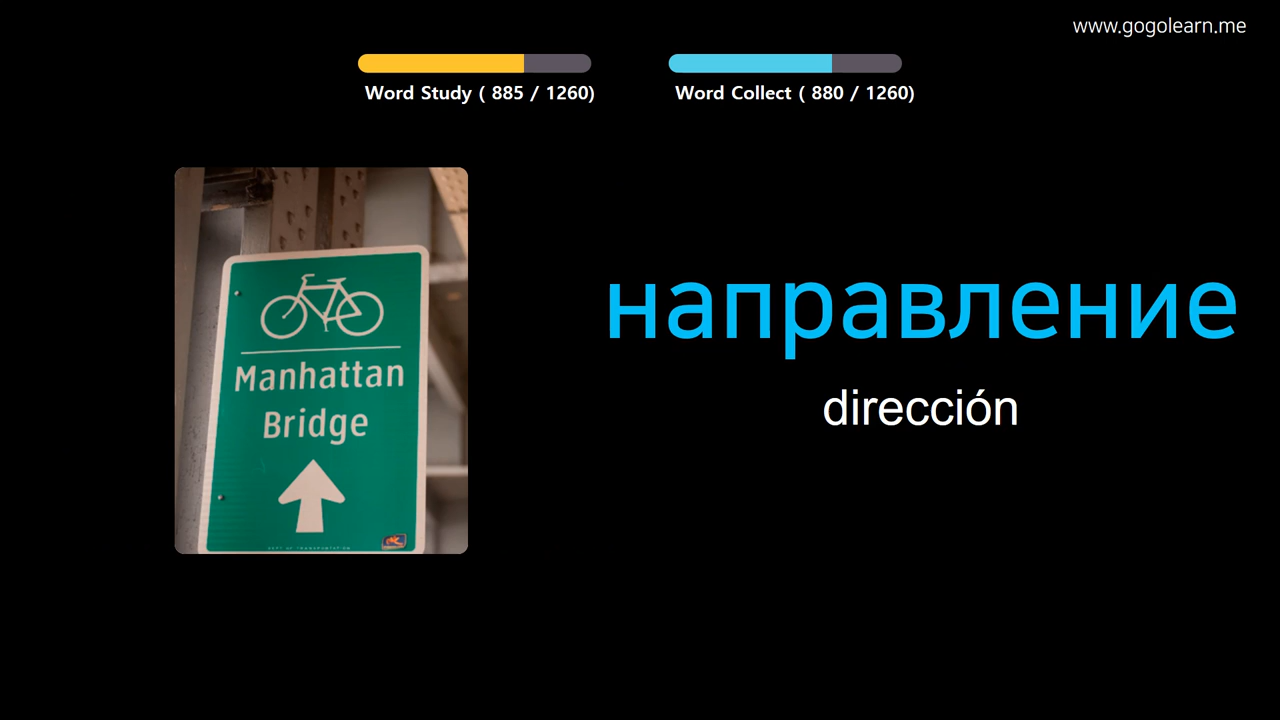 www.gogolearn.me
Word Study ( 885 / 1260)
Word Collect ( 880 / 1260)
Manhattan
Bridge
направление
dirección